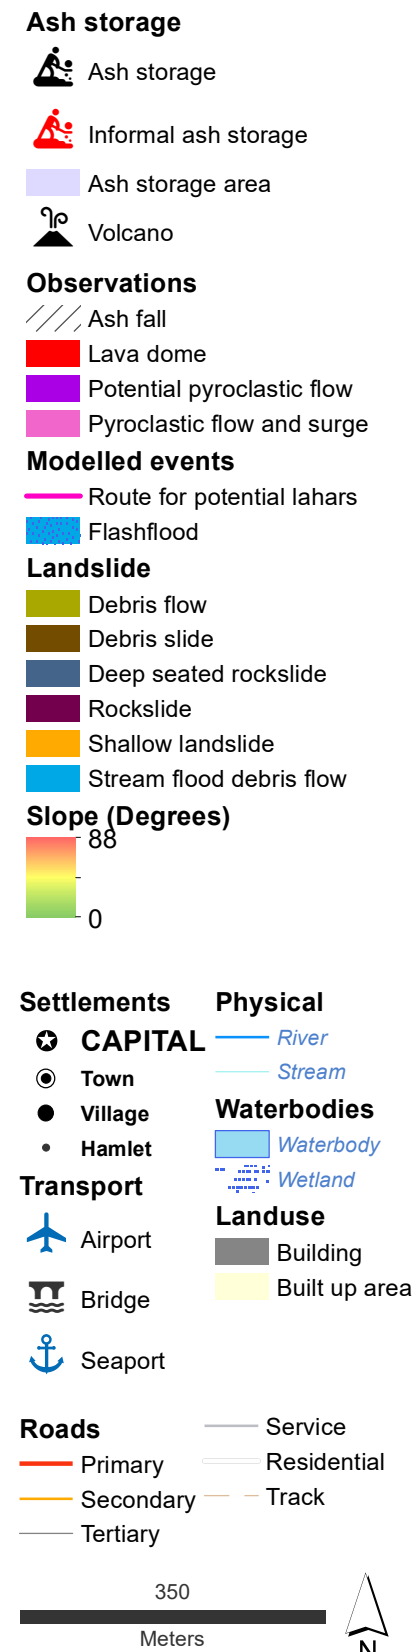 Ash storage
Ash storage
Informal ash storage
Ash storage area
Volcano
Observations
Ash fall
Lava dome
Potential pyroclastic flow
Pyroclastic flow and surge
Modelled events
Route for potential lahars
Flashflood
Landslide
Debris flow
Debris slide
Deep seated rockslide
Rockslide
Shallow landslide
Stream flood debris flow
Slope (Degrees)
88
0
Settlements
CAPITAL
Town
Village
Hamlet
Transport
Airport
Bridge
Seaport
Physical
River
Stream
Waterbodies
Waterbody
Wetland
Landuse
Building
Built up area
Roads
Primary
Secondary
Tertiary
Service
Residential
Track
350
Meters
N